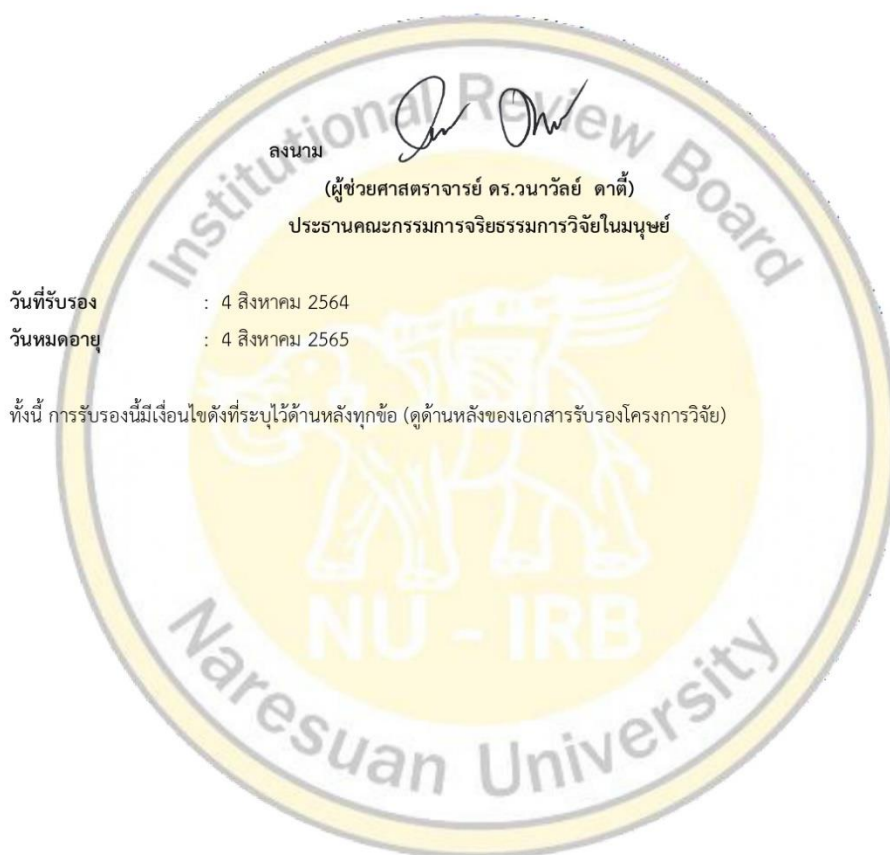 Institutional Review Board
ลงนาม
(ผู้ช่วยศาสตราจารย์ ดร.วนาวัลย์ ดาตี้)
ประธานคณะกรรมการจริยธรรมการวิจัยในมนุษย์
วันที่รับรอง : 4 สิงหาคม 2564
วันหมดอายุ : 4 สิงหาคม 2565
ทั้งนี้ การรับรองนี้มีเงื่อนไขดังที่ระบุไว้ด้านหลังทุกข้อ (ดูด้านหลังของเอกสารรับรองโครงการวิจัย)
NU - IRB
Naresuan University